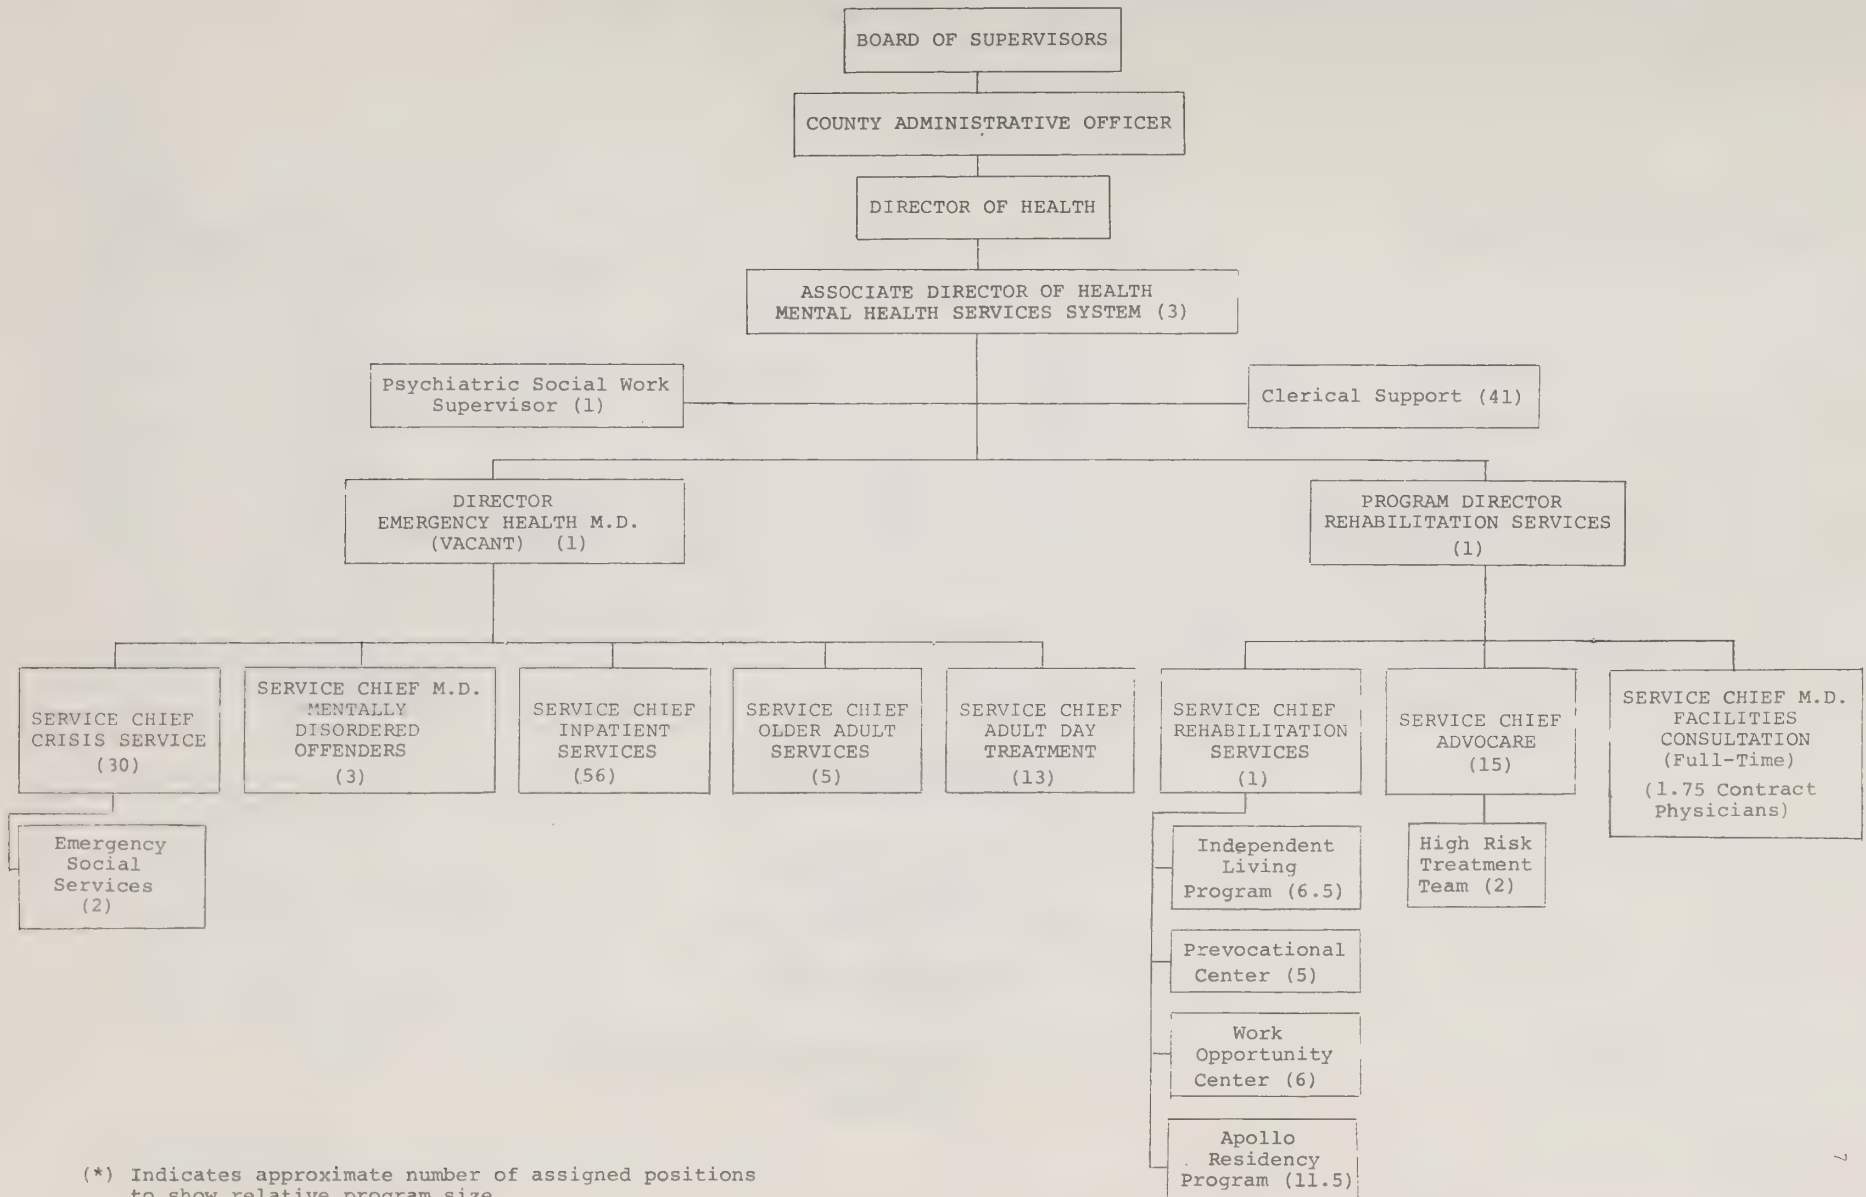 BOARD OF SUPERVISORS
COUNTY ADMINISTRATIVE OFFICER
DIRECTOR OF HEALTH
ASSOCIATE DIRECTOR OF HEALTH
MENTAL HEALTH SERVICES SYSTEM (3)
Psychiatric Social Work
Supervisor (1)
Clerical Support (41)
DIRECTOR
EMERGENCY HEALTH M.D.
(VACANT) (1)
PROGRAM DIRECTOR
REHABILITATION SERVICES
(1)
SERVICE CHIEF
CRISIS SERVICE
(30)
SERVICE CHIEF M.D.
MENTALLY
DISORDERED
OFFENDERS
(3)
SERVICE CHIEF
INPATIENT
SERVICES
(56)
SERVICE CHIEF
OLDER ADULT
SERVICES
(5)
SERVICE CHIEF
ADULT DAY
TREATMENT
(13)
SERVICE CHIEF
REHABILITATION
SERVICES
(1)
SERVICE CHIEF
ADVOCARE
(15)
SERVICE CHIEF M.D.
FACILITIES
CONSULTATION
(Full-Time)
(1.75 Contract
Physicians)
Emergency
Social
Services
(2)
Independent
Living
Program (6.5)
High Risk
Treatment
Team (2)
Prevocational
Center (5)
Work
Opportunity
Center (6)
Apollo
Residency
Program (11.5)
(*) Indicates approximate number of assigned positions
to show relative program size
7